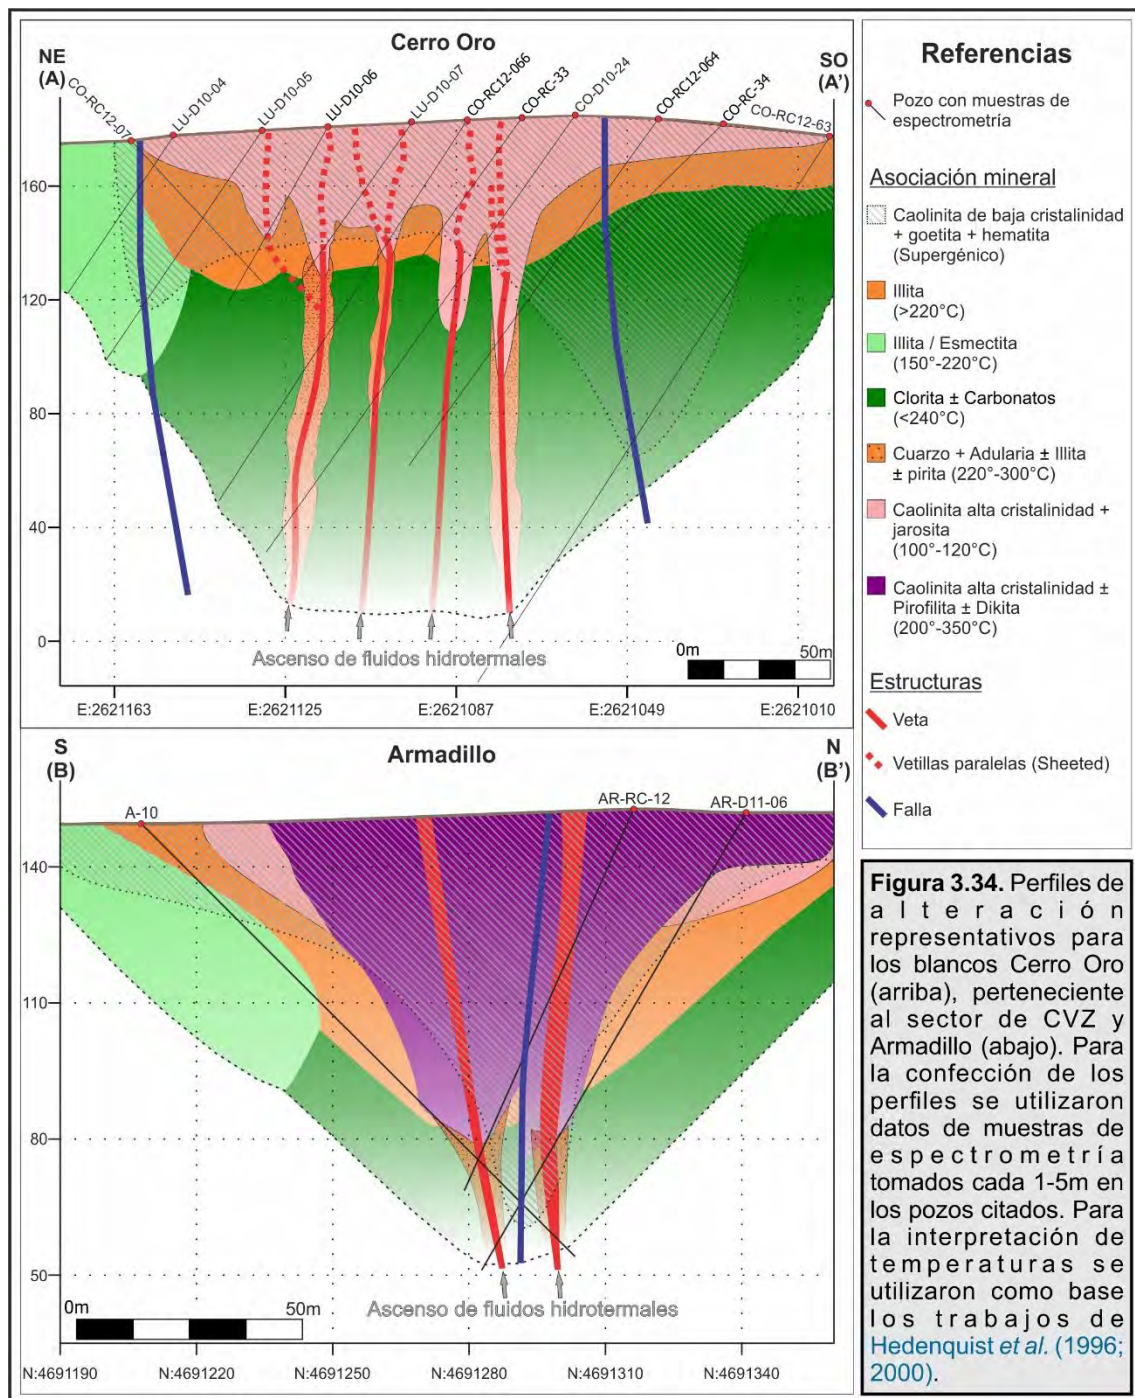 Cerro Oro
NE
(A)
SO
(A')
CO-RC12-07
LU-D10-04
LU-D10-05
LU-D10-06
LU-D10-07
CO-RC12-066
CO-RC-33
CO-D10-24
CO-RC12-064
CO-RC-34
CO-RC12-63
160
120
80
40
0
Ascenso de fluidos hidrotermales
0m
50m
E:2621163
E:2621125
E:2621087
E:2621049
E:2621010
Armadillo
S
(B)
N
(B')
A-10
AR-RC-12
AR-D11-06
140
110
80
50
0m
50m
Ascenso de fluidos hidrotermales
N:4691190
N:4691220
N:4691250
N:4691280
N:4691310
N:4691340
Referencias
Pozo con muestras de
espectrometría
Asociación mineral
Caolinita de baja cristalinidad
+ goetita + hematita
(Supergénico)
Illita
(>220°C)
Illita / Esmectita
(150°-220°C)
Clorita ± Carbonatos
(<240°C)
Cuarzo + Adularia ± Illita
± pirita (220°-300°C)
Caolinita alta cristalinidad +
jarosita
(100°-120°C)
Caolinita alta cristalinidad ±
Pirofilita ± Dikita
(200°-350°C)
Estructuras
Veta
Vetillas paralelas (Sheeted)
Falla
Figura 3.34. Perfiles de
alteración
representativos para
los blancos Cerro Oro
(arriba), perteneciente
al sector de CVZ y
Armadillo (abajo). Para
la confección de los
perfiles se utilizaron
datos de muestras de
espectrometría
tomados cada 1-5m en
los pozos citados. Para
la interpretación de
temperaturas se
utilizaron como base
los trabajos de
Hedenquist et al. (1996;
2000).